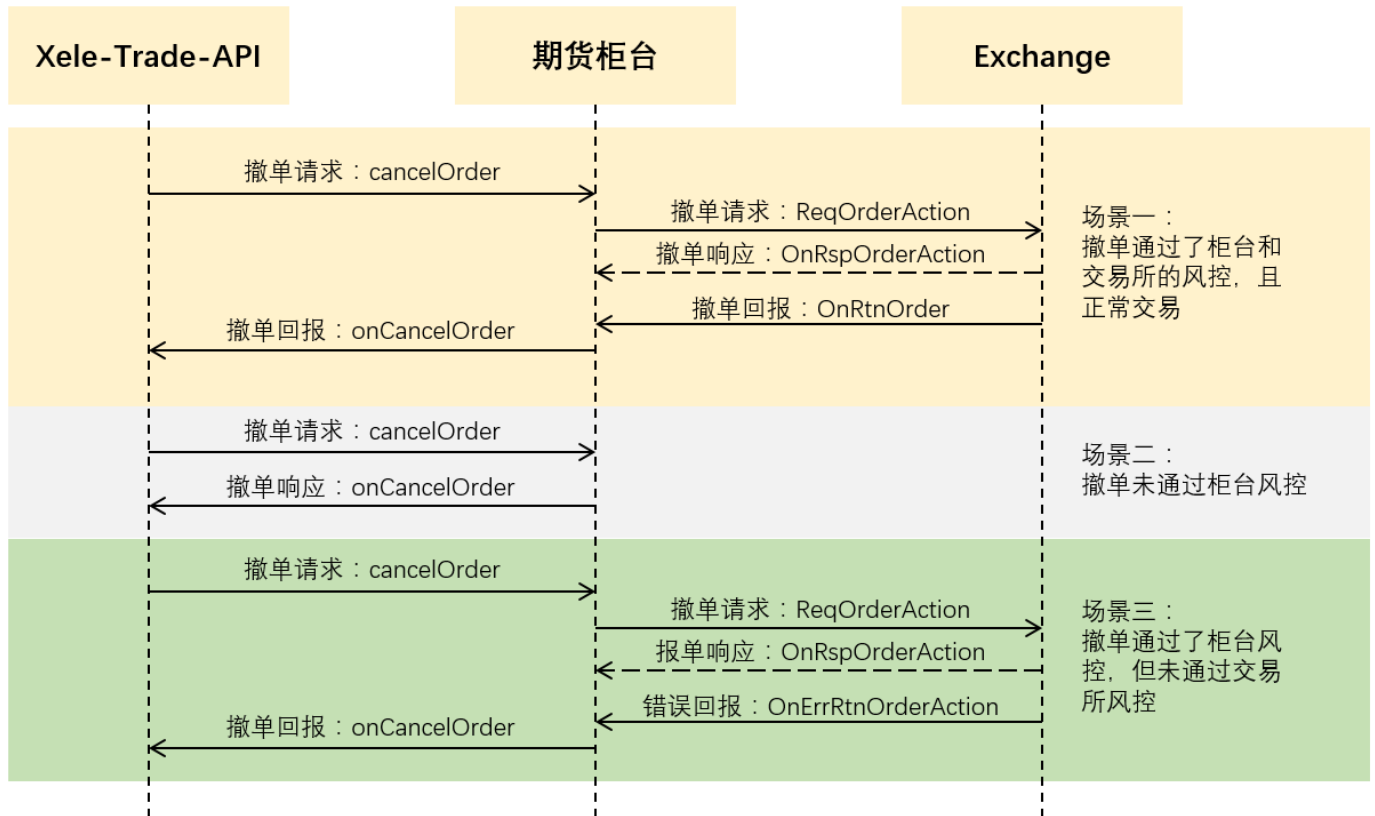 Xele-Trade-API
期货柜台
Exchange
撤单请求：cancelOrder
撤单请求：ReqOrderAction
撤单响应：OnRspOrderAction
撤单回报：OnRtnOrder
撤单回报：onCancelOrder
场景一：
撤单通过了柜台和
交易所的风控，且
正常交易
撤单请求：cancelOrder
撤单响应：onCancelOrder
场景二：
撤单未通过柜台风控
撤单请求：cancelOrder
撤单请求：ReqOrderAction
报单响应：OnRspOrderAction
错误回报：OnErrRtnOrderAction
撤单回报：onCancelOrder
场景三：
撤单通过了柜台风
控，但未通过交易
所风控